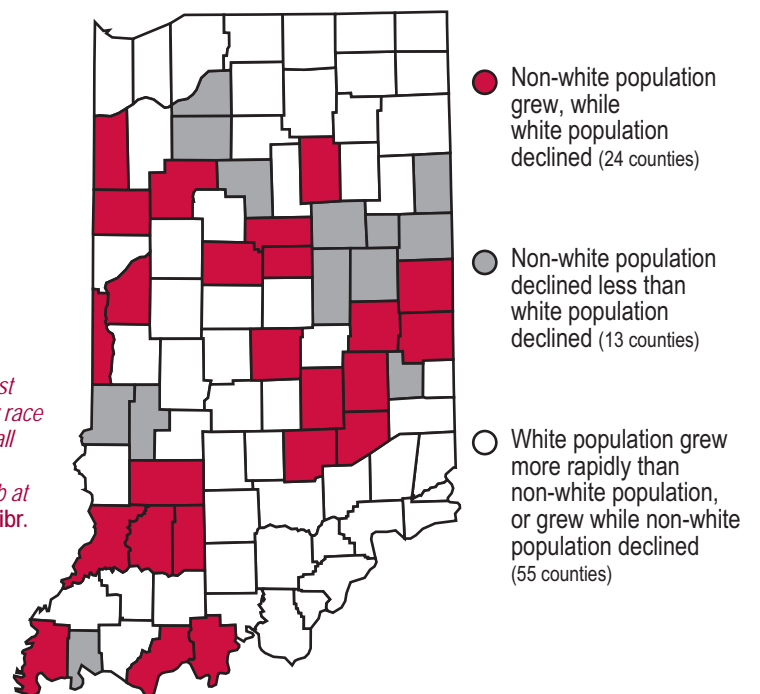 Non-white population
grew, while
white population
declined (24 counties)
Non-white population
declined less than
white population
declined (13 counties)
st
race
all
o at
ibr.
White population grew
more rapidly than
non-white population,
or grew while non-white
population declined
(55 counties)